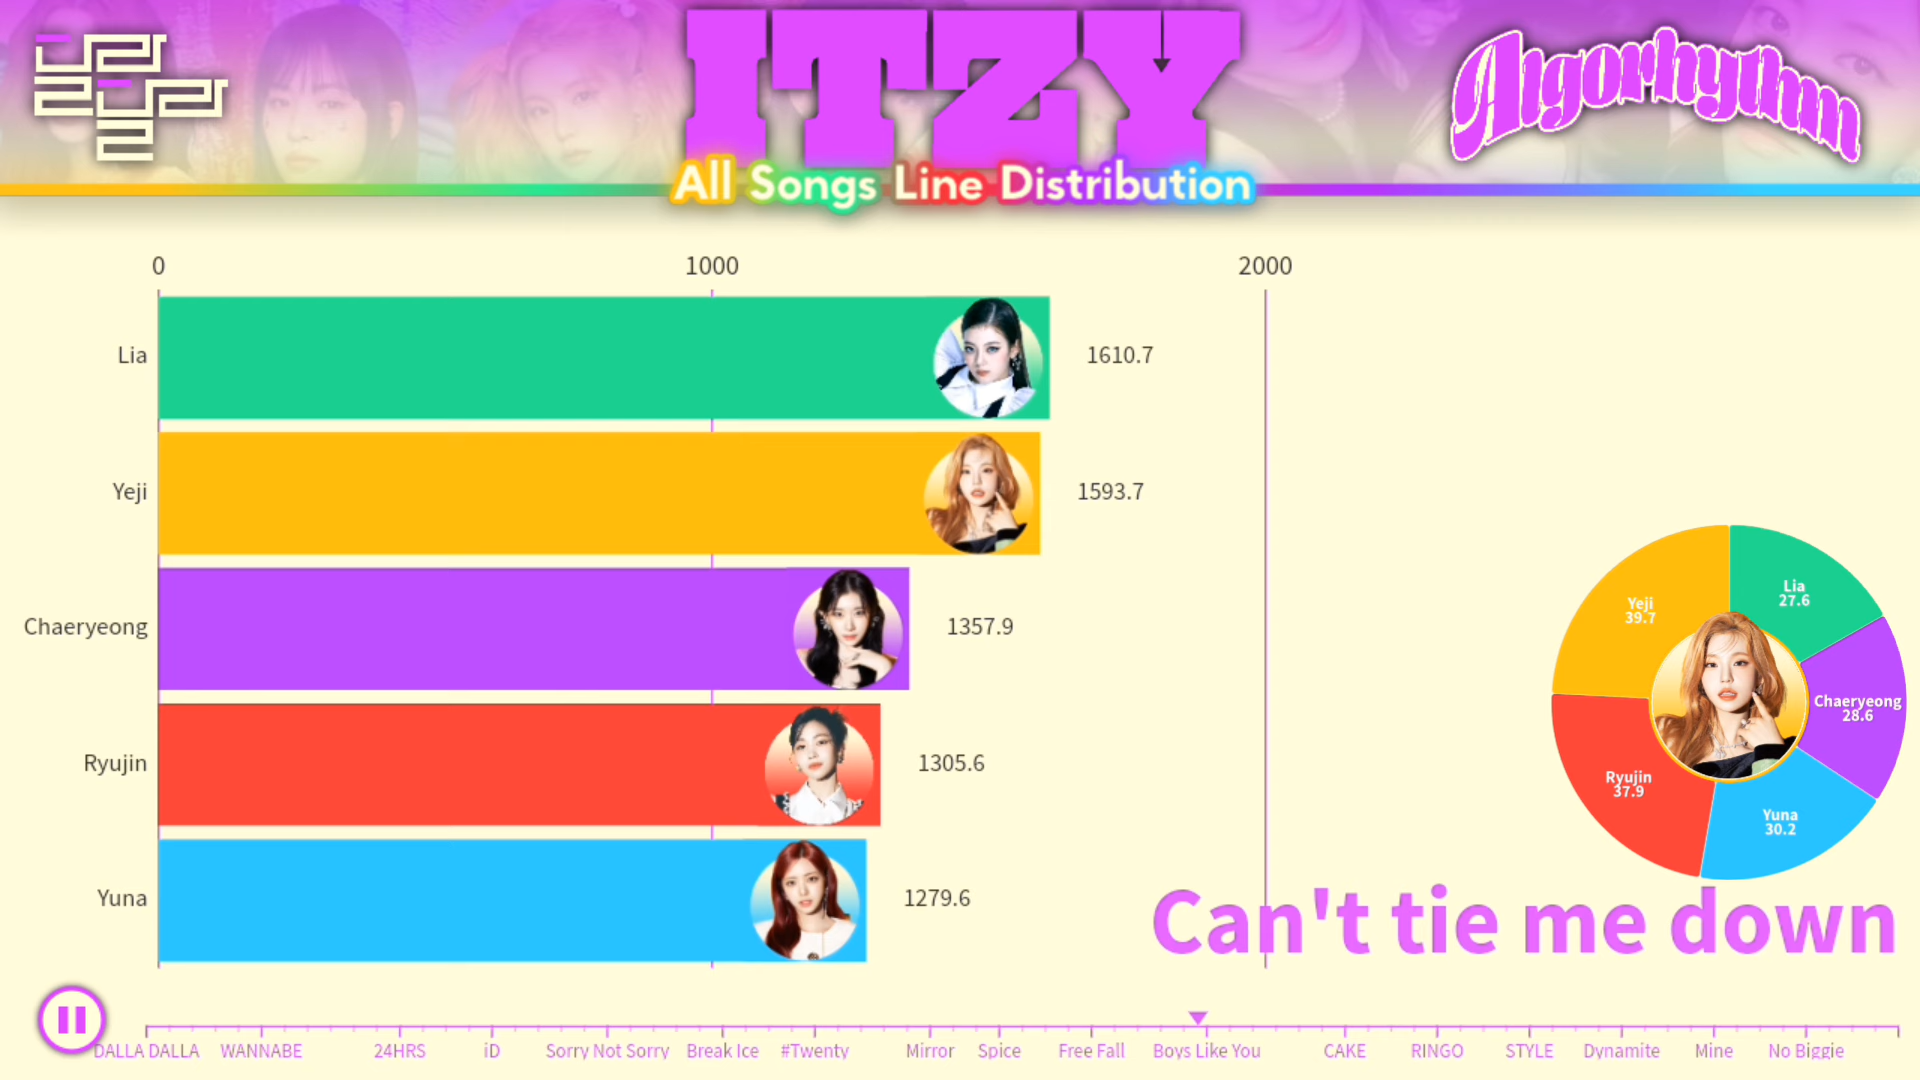 ITZY
Algorhythm
All Songs Line Distribution
0 1000 2000
Lia 1610.7
Yeji 1593.7
Chaeryeong 1357.9
Ryujin 1305.6
Yuna 1279.6
Lia
27.6
Yeji
39.7
Chaeryeong
28.6
Ryujin
37.9
Yuna
30.2
Can't tie me down
DALLA DALLA WANNABE 24HRS iD Sorry Not Sorry Break Ice #Twenty Mirror Spice Free Fall Boys Like You CAKE RINGO STYLE Dynamite Mine No Biggie